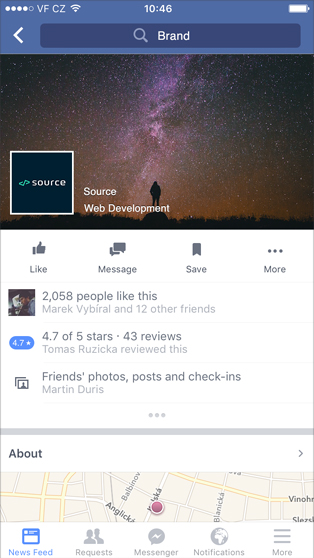 VF CZ 10:46
Brand
</> source
Source
Web Development
Like Message Save More
2,058 people like this
Marek Vybíral and 12 other friends
4.7 of 5 stars · 43 reviews
4.7 ★
Tomas Ruzicka reviewed this
Friends' photos, posts and check-ins
Martin Duris
About
Balbínova
Anglická
Italská
Vinohr
Slez
News Feed Requests Messenger Notifications More